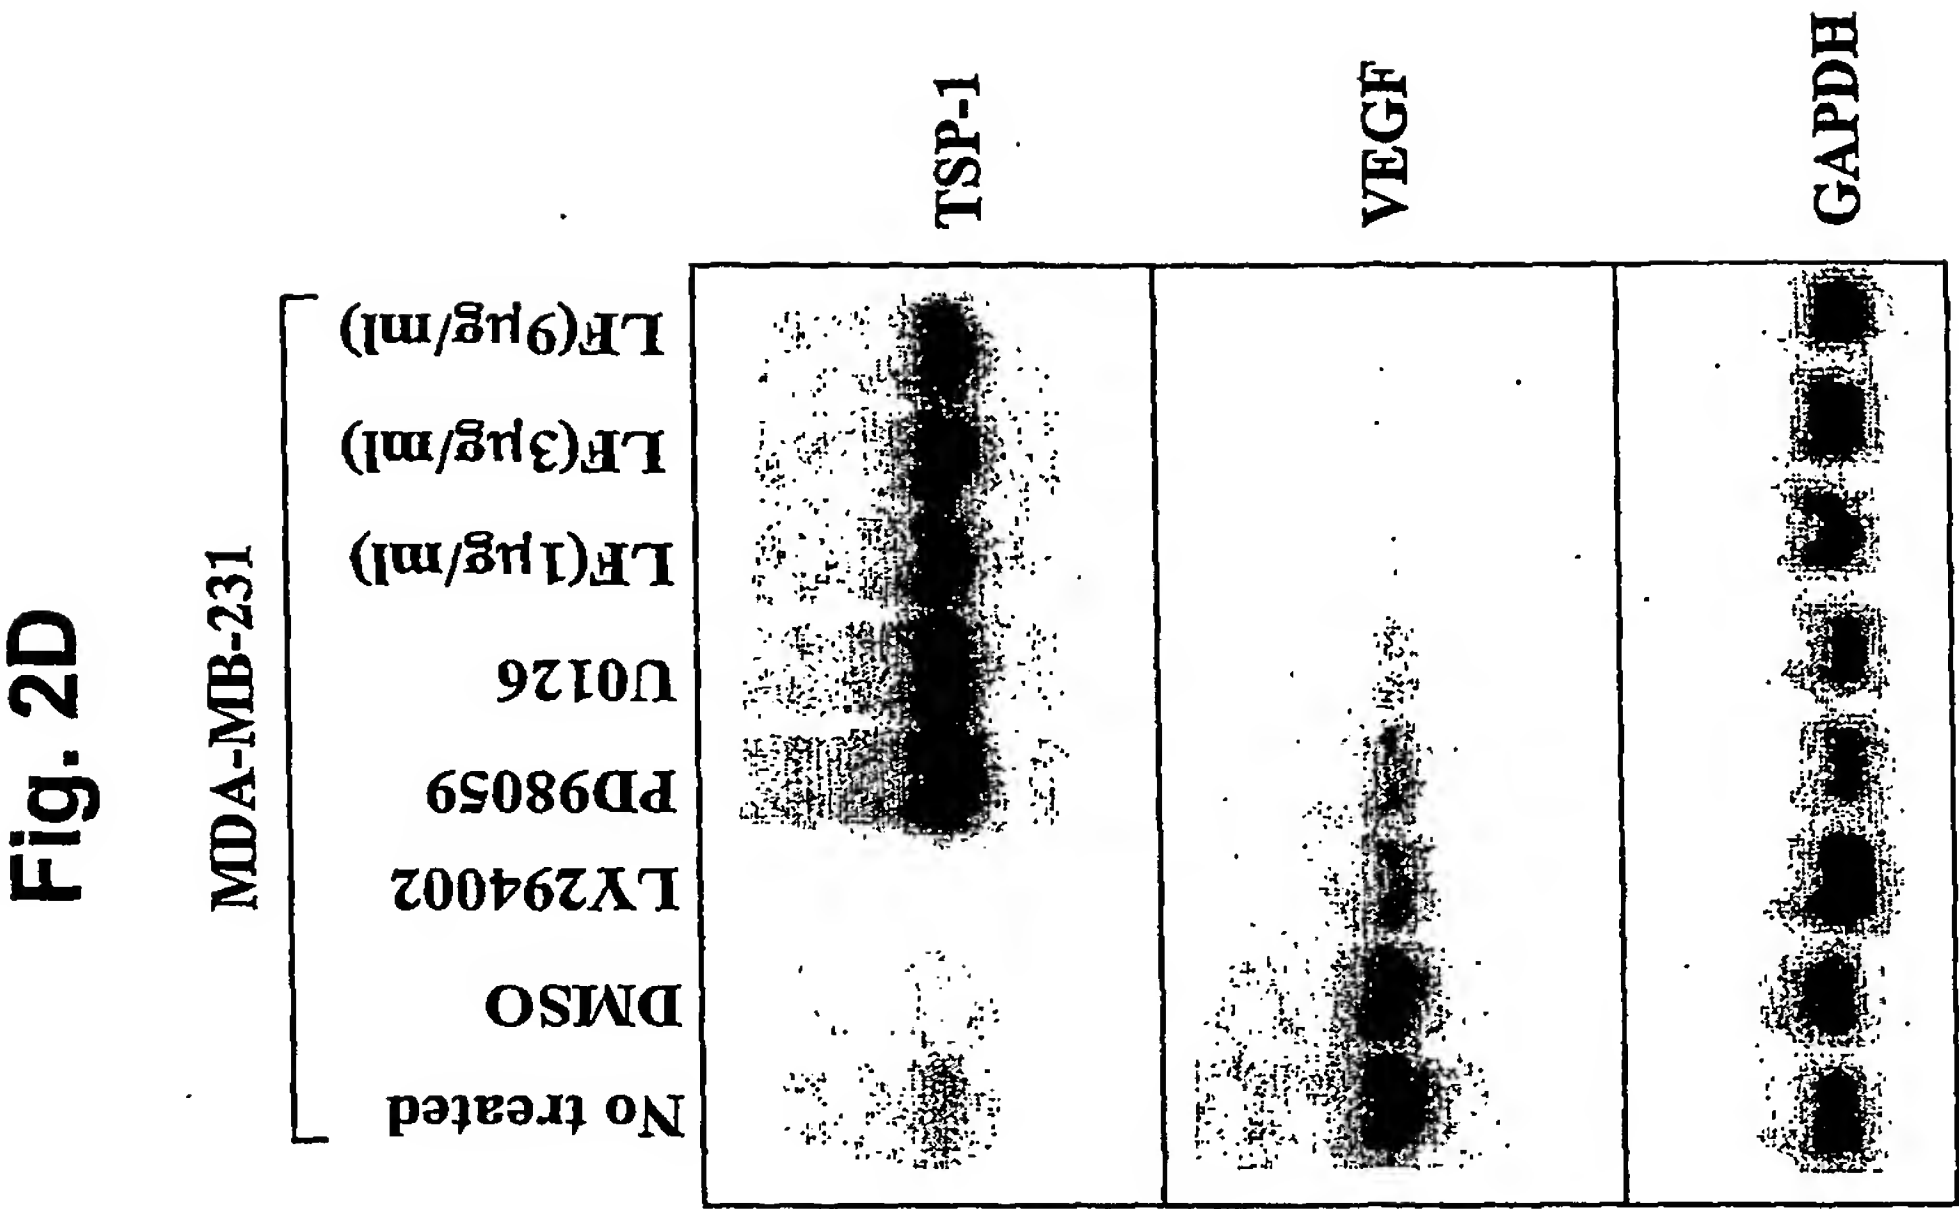 Fig. 2D
MDA-MB-231
No treated
DMSO
LY294002
PD98059
U0126
LF(1µg/ml)
LF(3µg/ml)
LF(9µg/ml)
TSP-1
VEGF
GAPDH